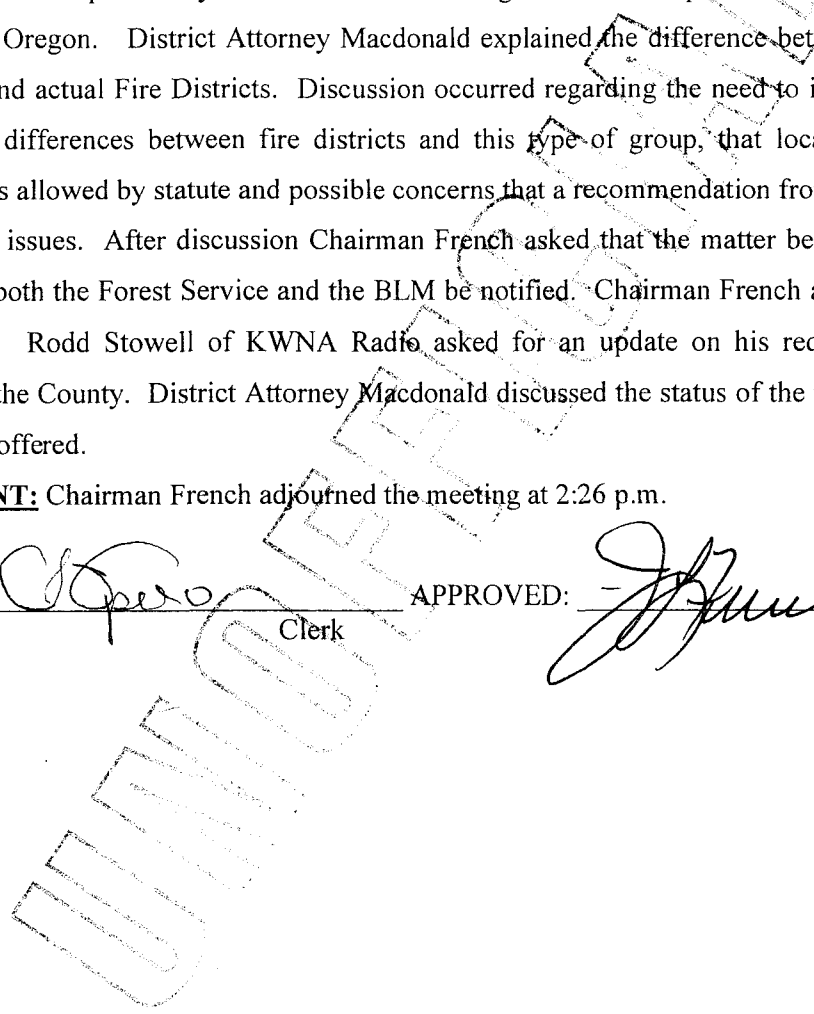 Oregon. District Attorney Macdonald explained the difference bet
nd actual Fire Districts. Discussion occurred regarding the need to i
differences between fire districts and this type of group, that loca
s allowed by statute and possible concerns that a recommendation fro
issues. After discussion Chairman French asked that the matter be
both the Forest Service and the BLM be notified. Chairman French a
Rodd Stowell of KWNA Radio asked for an update on his rec
the County. District Attorney Macdonald discussed the status of the
offered.
NT: Chairman French adjourned the meeting at 2:26 p.m.
APPROVED:
Clerk
UNOFFICIAL